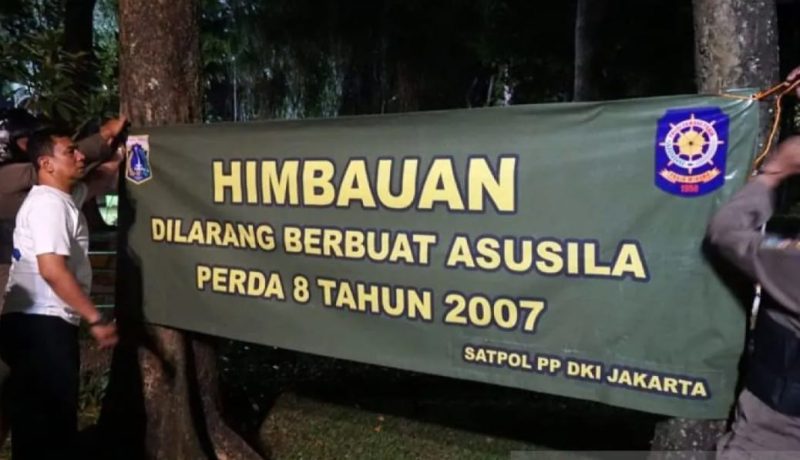 HIMBAUAN
DILARANG BERBUAT ASUSILA
PERDA 8 TAHUN 2007
SATPOL PP DKI JAKARTA